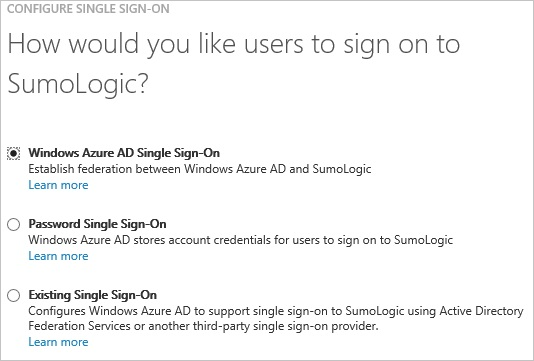 CONFIGURE SINGLE SIGN-ON
How would you like users to sign on to
SumoLogic?
Windows Azure AD Single Sign-On
Establish federation between Windows Azure AD and SumoLogic
Learn more
Password Single Sign-On
Windows Azure AD stores account credentials for users to sign on to SumoLogic
Learn more
Existing Single Sign-On
Configures Windows Azure AD to support single sign-on to SumoLogic using Active Directory
Federation Services or another third-party single sign-on provider.
Learn more